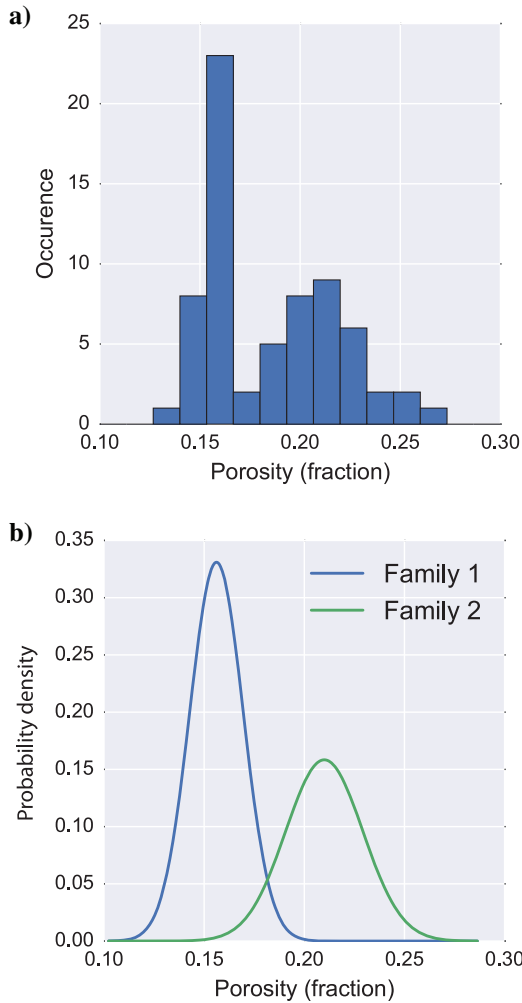 a)
25
20
15
10
5
0
Occurence
0.10 0.15 0.20 0.25 0.30
Porosity (fraction)
b)
0.35
0.30
0.25
0.20
0.15
0.10
0.05
0.00
Probability density
Family 1
Family 2
0.10 0.15 0.20 0.25 0.30
Porosity (fraction)